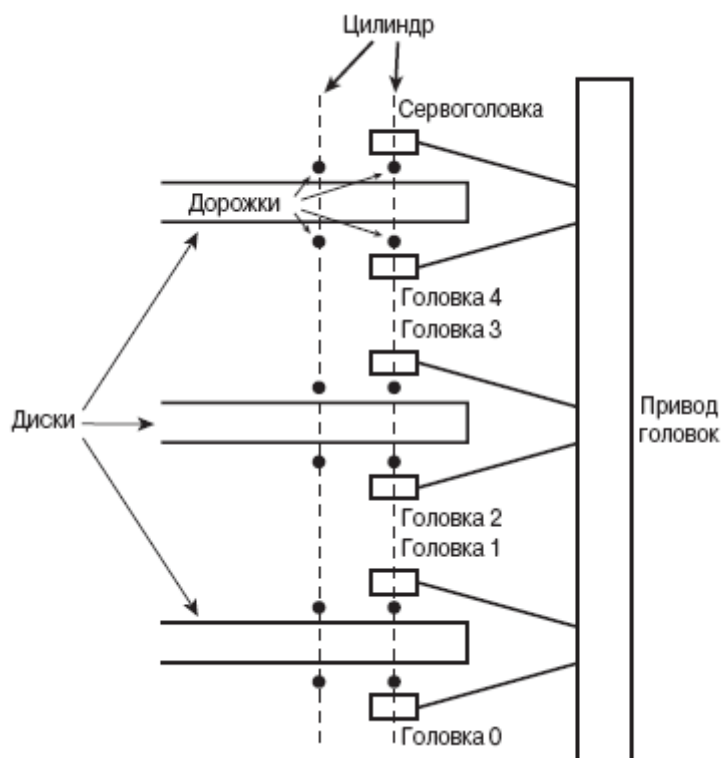 Цилиндр
Сервоголовка
Дорожки
Головка 4
Головка 3
Диски
Привод
головок
Головка 2
Головка 1
Головка 0